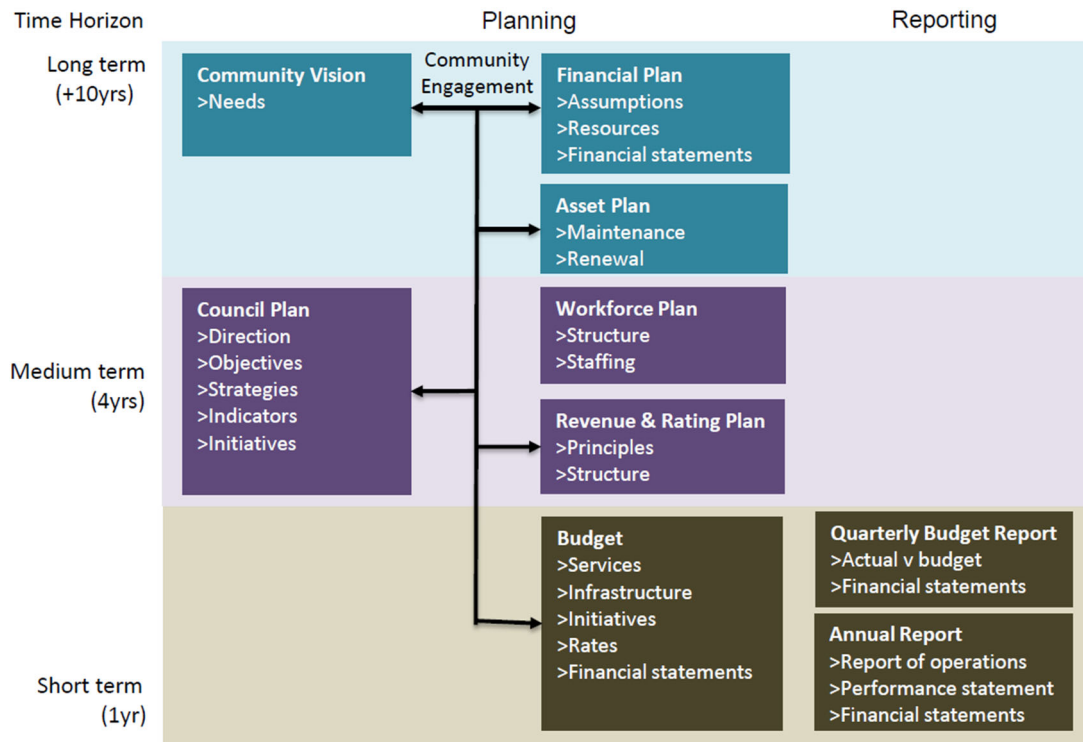 Time Horizon
Planning
Reporting
Long term
(+10yrs)
Community Vision
>Needs
Community
Engagement
Financial Plan
>Assumptions
>Resources
>Financial statements
Asset Plan
>Maintenance
>Renewal
Medium term
(4yrs)
Council Plan
>Direction
>Objectives
>Strategies
>Indicators
>Initiatives
Workforce Plan
>Structure
>Staffing
Revenue & Rating Plan
>Principles
>Structure
Short term
(1yr)
Budget
>Services
>Infrastructure
>Initiatives
>Rates
>Financial statements
Quarterly Budget Report
>Actual v budget
>Financial statements
Annual Report
>Report of operations
>Performance statement
>Financial statements